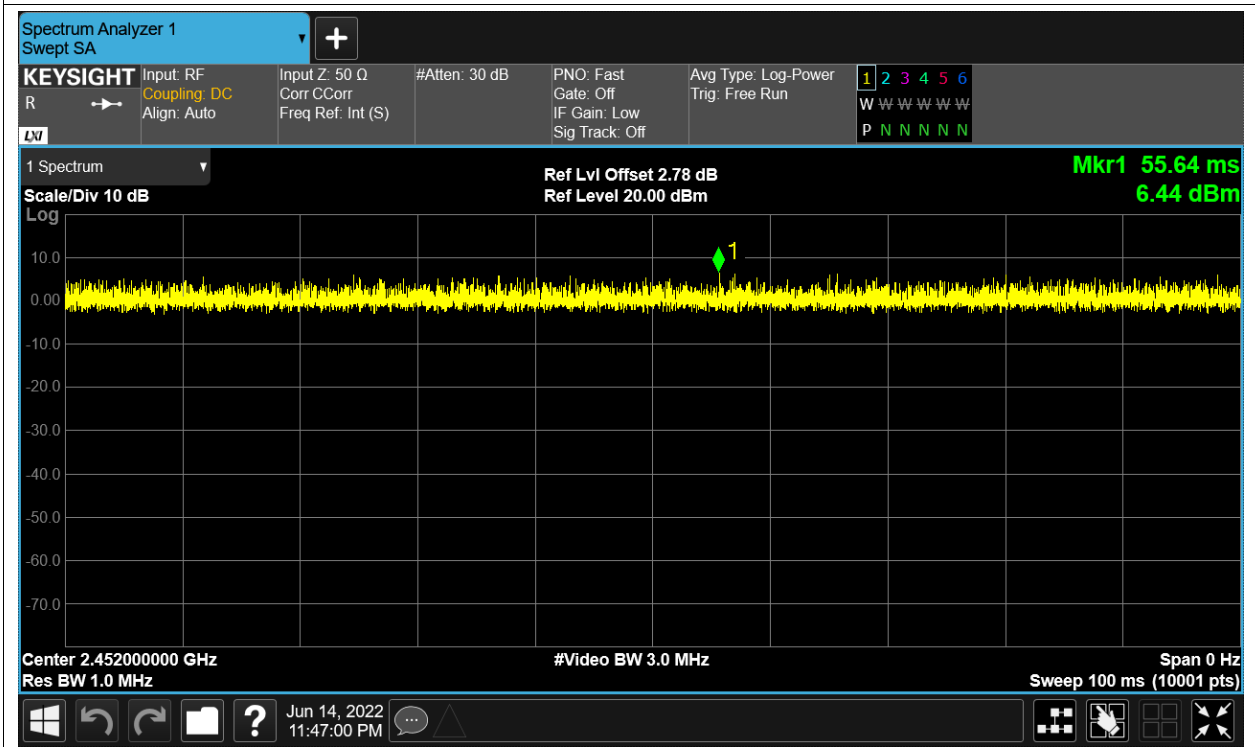 Spectrum Analyzer 1
Swept SA
KEYSIGHT
R
LXI
Input: RF
Coupling: DC
Align: Auto
Input Z: 50 Ω
Corr CCorr
Freq Ref: Int (S)
#Atten: 30 dB
PNO: Fast
Gate: Off
IF Gain: Low
Sig Track: Off
Avg Type: Log-Power
Trig: Free Run
1 2 3 4 5 6
W W W W W W
P N N N N N
1 Spectrum
Scale/Div 10 dB
Ref Lvl Offset 2.78 dB
Ref Level 20.00 dBm
Mkr1 55.64 ms
6.44 dBm
Log
1
10.0
0.00
-10.0
-20.0
-30.0
-40.0
-50.0
-60.0
-70.0
Center 2.452000000 GHz
#Video BW 3.0 MHz
Span 0 Hz
Res BW 1.0 MHz
Sweep 100 ms (10001 pts)
?
Jun 14, 2022
11:47:00 PM